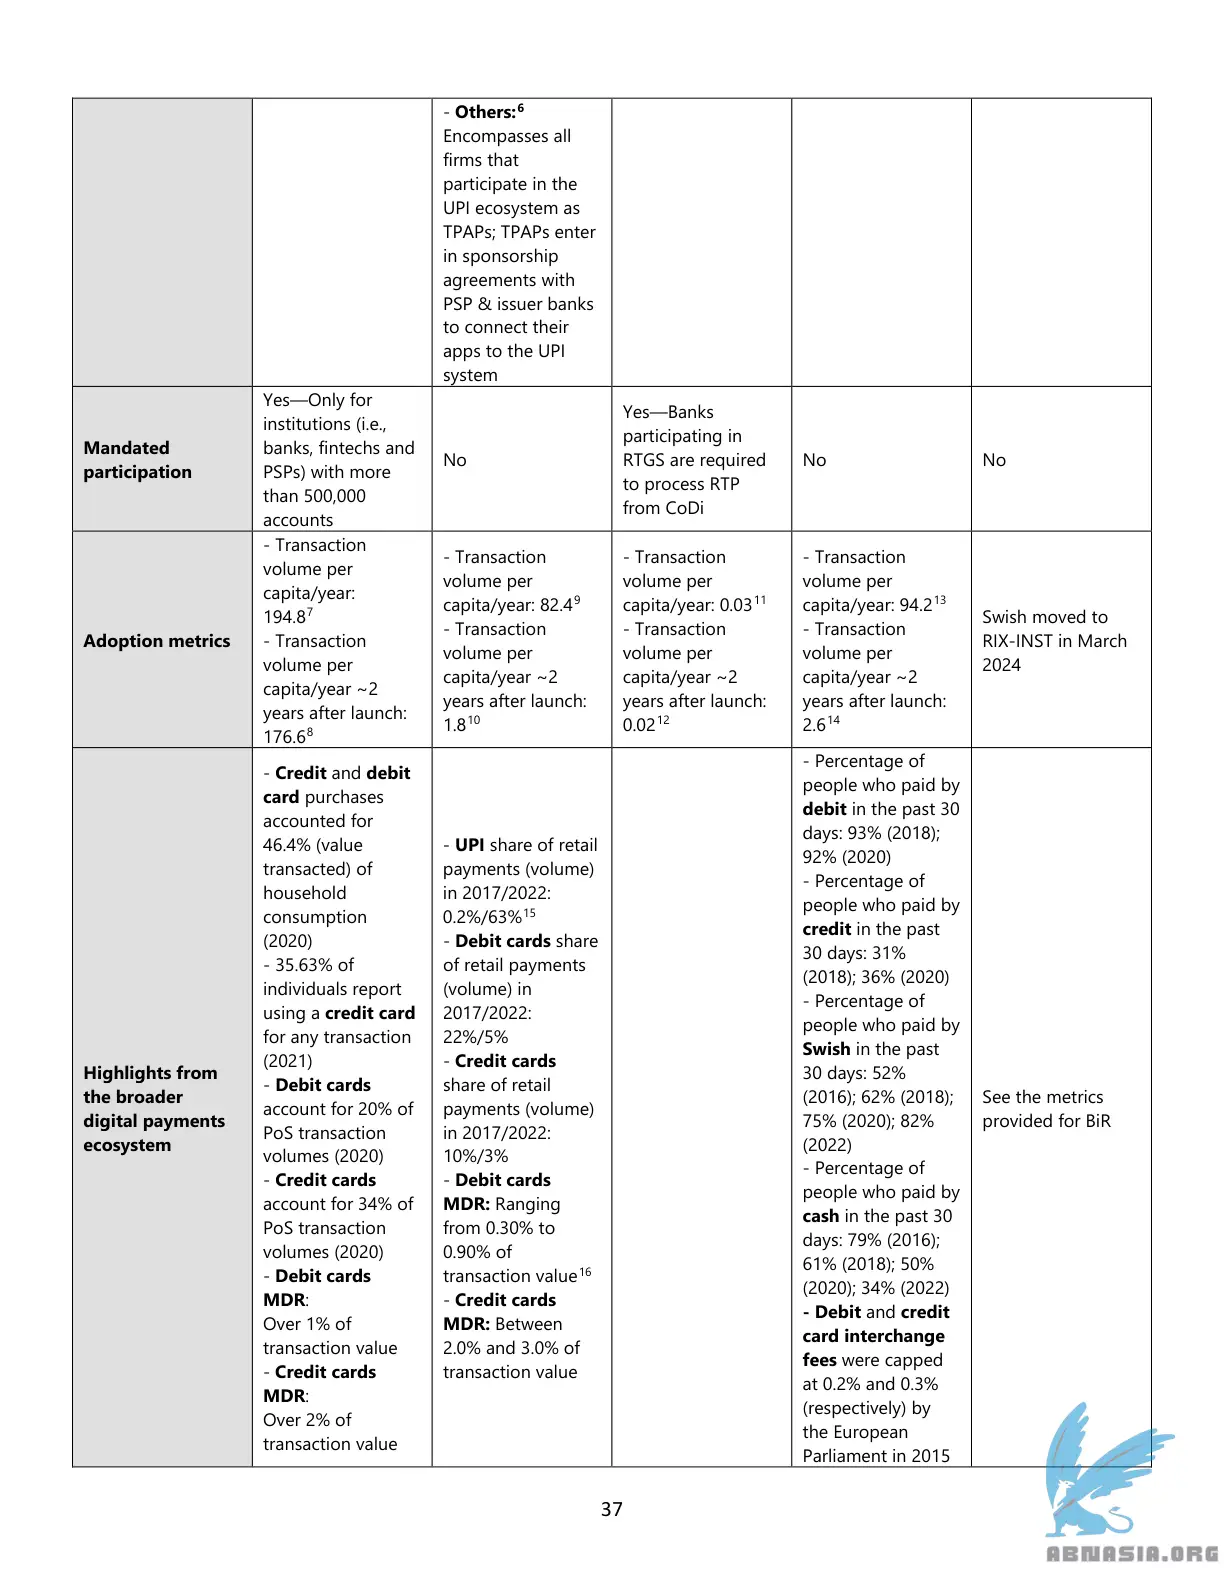 - Others:6
Encompasses all
firms that
participate in the
UPI ecosystem as
TPAPs; TPAPs enter
in sponsorship
agreements with
PSP & issuer banks
to connect their
apps to the UPI
system
Mandated
participation
Yes—Only for
institutions (i.e.,
banks, fintechs and
PSPs) with more
than 500,000
accounts
No
Yes—Banks
participating in
RTGS are required
to process RTP
from CoDi
No
No
Adoption metrics
- Transaction
volume per
capita/year:
194.87
- Transaction
volume per
capita/year ~2
years after launch:
176.68
- Transaction
volume per
capita/year: 82.49
- Transaction
volume per
capita/year ~2
years after launch:
1.810
- Transaction
volume per
capita/year: 0.0311
- Transaction
volume per
capita/year ~2
years after launch:
0.0212
- Transaction
volume per
capita/year: 94.213
- Transaction
volume per
capita/year ~2
years after launch:
2.614
Swish moved to
RIX-INST in March
2024
Highlights from
the broader
digital payments
ecosystem
- Credit and debit
card purchases
accounted for
46.4% (value
transacted) of
household
consumption
(2020)
- 35.63% of
individuals report
using a credit card
for any transaction
(2021)
- Debit cards
account for 20% of
PoS transaction
volumes (2020)
- Credit cards
account for 34% of
PoS transaction
volumes (2020)
- Debit cards
MDR:
Over 1% of
transaction value
- Credit cards
MDR:
Over 2% of
transaction value
- UPI share of retail
payments (volume)
in 2017/2022:
0.2%/63%15
- Debit cards share
of retail payments
(volume) in
2017/2022:
22%/5%
- Credit cards
share of retail
payments (volume)
in 2017/2022:
10%/3%
- Debit cards
MDR: Ranging
from 0.30% to
0.90% of
transaction value16
- Credit cards
MDR: Between
2.0% and 3.0% of
transaction value
- Percentage of
people who paid by
debit in the past 30
days: 93% (2018);
92% (2020)
- Percentage of
people who paid by
credit in the past
30 days: 31%
(2018); 36% (2020)
- Percentage of
people who paid by
Swish in the past
30 days: 52%
(2016); 62% (2018);
75% (2020); 82%
(2022)
- Percentage of
people who paid by
cash in the past 30
days: 79% (2016);
61% (2018); 50%
(2020); 34% (2022)
- Debit and credit
card interchange
fees were capped
at 0.2% and 0.3%
(respectively) by
the European
Parliament in 2015
See the metrics
provided for BiR
37
ABNASIA.ORG